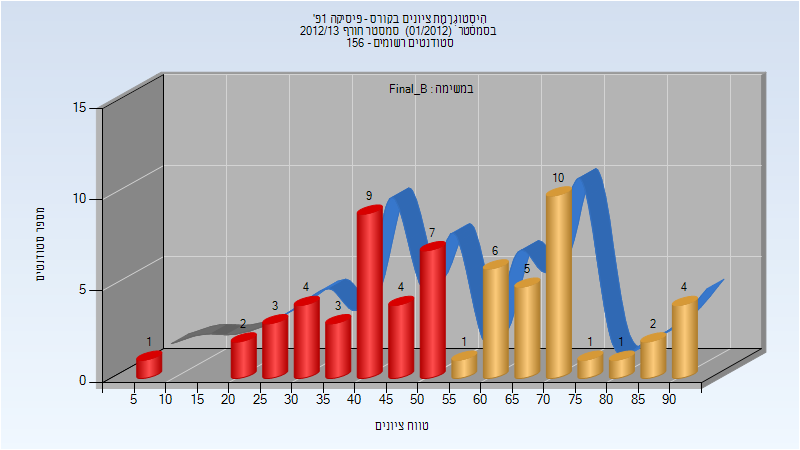 היסטוגרמת ציונים בקורס - פיסיקה 1פ'
בסמסטר (01/2012) סמסטר חורף 2012/13
156 - סטודנטים רשומים
במשימה : Final_B
מספר סטודנטים
15
10
5
0
1
2
3
4
3
9
4
7
1
6
5
10
1
1
2
4
5 10 15 20 25 30 35 40 45 50 55 60 65 70 75 80 85 90
טווח ציונים